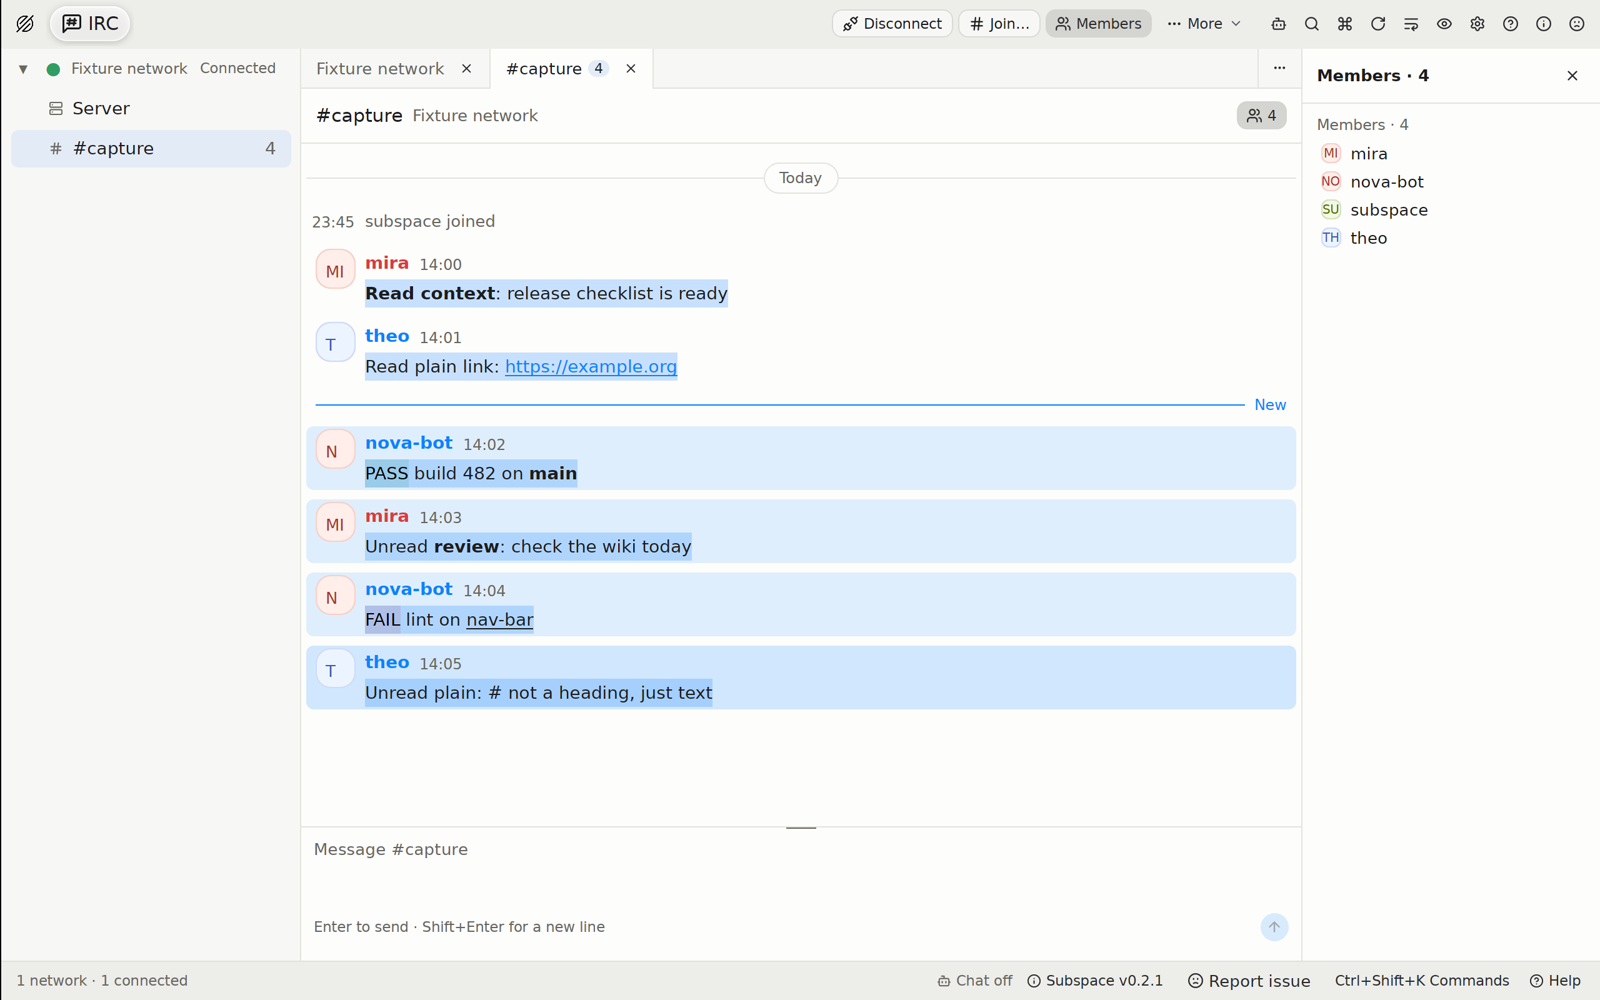 IRC
Disconnect
# Join...
Members
··· More
Fixture network Connected
Server
# #capture 4
Fixture network
#capture 4
#capture Fixture network
4
Today
23:45 subspace joined
MI
mira 14:00
Read context: release checklist is ready
T
theo 14:01
Read plain link: https://example.org
New
N
nova-bot 14:02
PASS build 482 on main
MI
mira 14:03
Unread review: check the wiki today
N
nova-bot 14:04
FAIL lint on nav-bar
T
theo 14:05
Unread plain: # not a heading, just text
Message #capture
Enter to send · Shift+Enter for a new line
Members · 4
Members · 4
MI mira
NO nova-bot
SU subspace
TH theo
1 network · 1 connected
Chat off
Subspace v0.2.1
Report issue
Ctrl+Shift+K Commands
Help